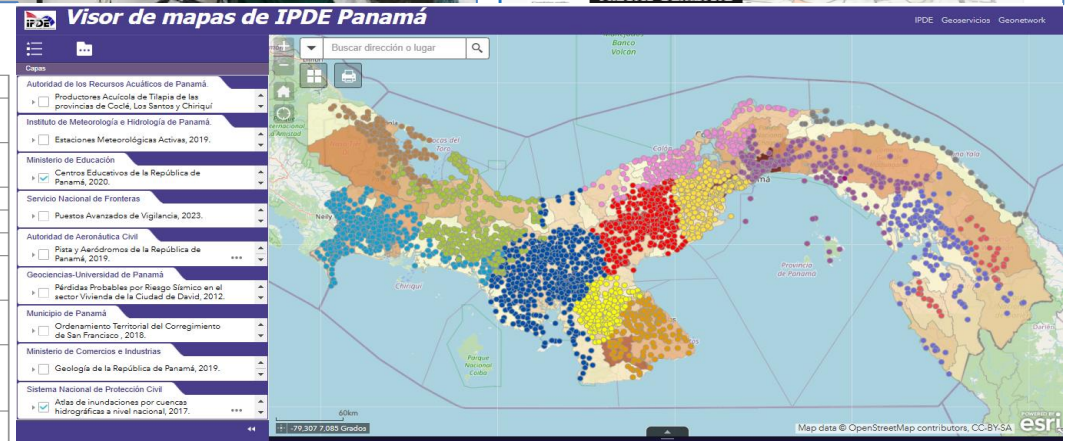 IPDE
Visor de mapas de IPDE Panamá
IPDE Geoservicios Geonetwork
Capas
Autoridad de los Recursos Acuáticos de Panamá.
Productores Acuícola de Tilapia de las
provincias de Coclé, Los Santos y Chiriquí
Instituto de Meteorología e Hidrología de Panamá.
Estaciones Meteorológicas Activas, 2019.
Ministerio de Educación
Centros Educativos de la República de
Panamá, 2020.
Servicio Nacional de Fronteras
Puestos Avanzados de Vigilancia, 2023.
Autoridad de Aeronáutica Civil
Pista y Aeródromos de la República de
Panamá, 2019.
Geociencias-Universidad de Panamá
Pérdidas Probables por Riesgo Sísmico en el
sector Vivienda de la Ciudad de David, 2012.
Municipio de Panamá
Ordenamiento Territorial del Corregimiento
de San Francisco , 2018.
Ministerio de Comercios e Industrias
Geología de la República de Panamá, 2019.
Sistema Nacional de Protección Civil
Atlas de inundaciones por cuencas
hidrográficas a nivel nacional, 2017.
Buscar dirección o lugar
Banco
Volcán
Bocas del
Toro
Colón
Neily
Chiriquí
Provincia
de Panamá
Parque
Nacional
Coiba
Darién
60km
-79,307 7,085 Grados
Map data © OpenStreetMap contributors, CC-BY-SA
POWERED BY
esri